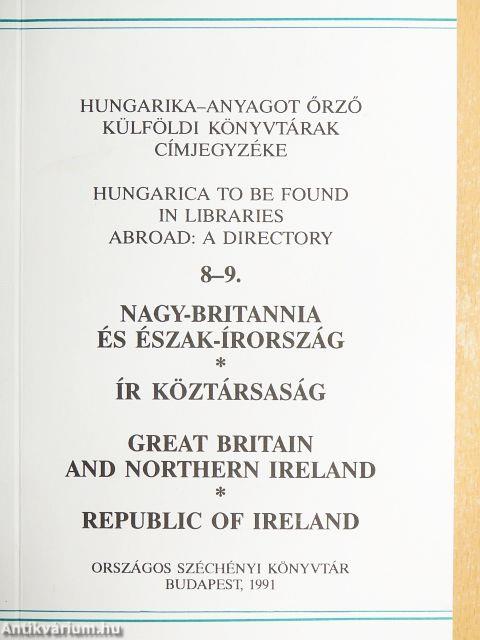 HUNGARIKA–ANYAGOT ŐRZŐ
KÜLFÖLDI KÖNYVTÁRAK
CÍMJEGYZÉKE
HUNGARICA TO BE FOUND
IN LIBRARIES
ABROAD: A DIRECTORY
8–9.
NAGY-BRITANNIA
ÉS ÉSZAK-ÍRORSZÁG
*
ÍR KÖZTÁRSASÁG
GREAT BRITAIN
AND NORTHERN IRELAND
*
REPUBLIC OF IRELAND
ORSZÁGOS SZÉCHÉNYI KÖNYVTÁR
BUDAPEST, 1991
Antikvárium.hu